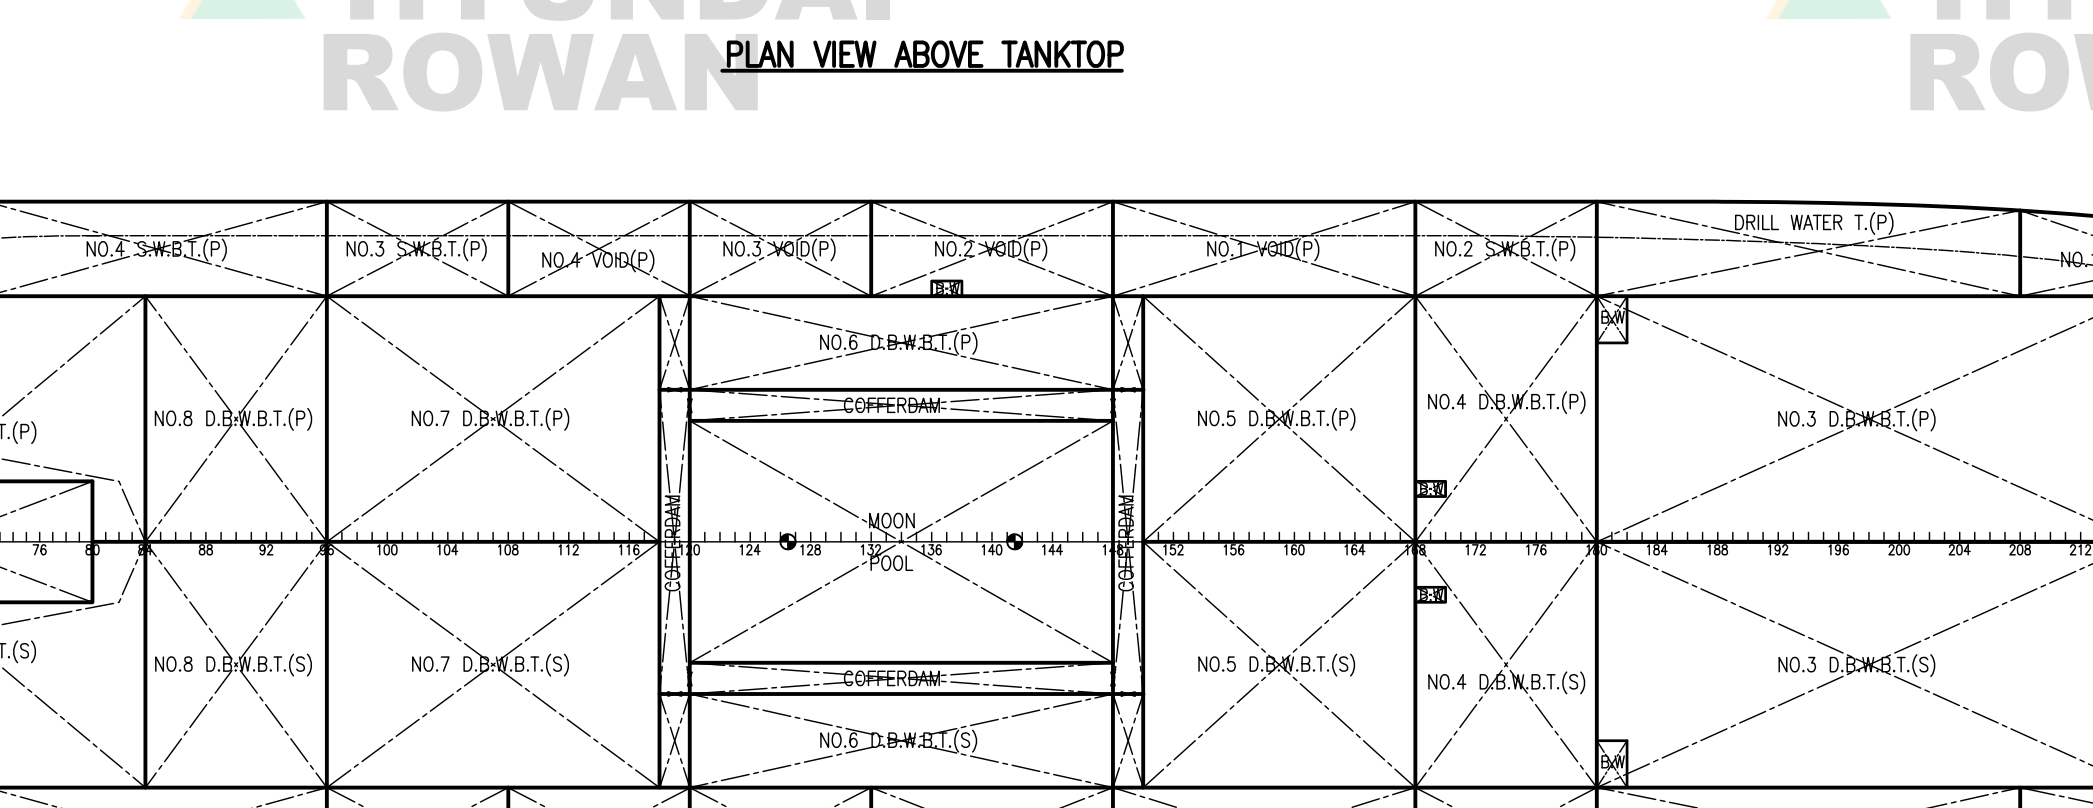 HYUNDAI
ROWAN
ROW
PLAN VIEW ABOVE TANKTOP
DRILL WATER T.(P)
NO.4 S.W.B.T.(P) NO.3 S.W.B.T.(P) NO.4 VOID(P) NO.3 VOID(P) NO.2 VOID(P) NO.1 VOID(P) NO.2 S.W.B.T.(P)
B.W
B.W
NO.6 D.B.W.B.T.(P)
COFFERDAM
NO.4 D.B.W.B.T.(P)
T.(P) NO.8 D.B.W.B.T.(P) NO.7 D.B.W.B.T.(P) NO.5 D.B.W.B.T.(P) NO.3 D.B.W.B.T.(P)
B.W
MOON
COFFERDAM COFFERDAM
76 80 84 88 92 96 100 104 108 112 116 120 124 128 132 136 140 144 148 152 156 160 164 168 172 176 180 184 188 192 196 200 204 208 212
POOL
B.W
T.(S) NO.8 D.B.W.B.T.(S) NO.7 D.B.W.B.T.(S) NO.5 D.B.W.B.T.(S) NO.3 D.B.W.B.T.(S)
COFFERDAM
NO.4 D.B.W.B.T.(S)
NO.6 D.B.W.B.T.(S)
B.W